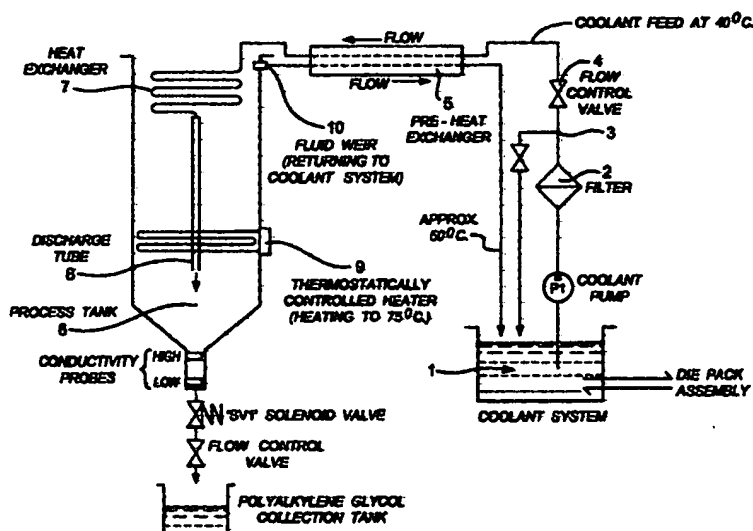 COOLANT FEED AT 40°C.
HEAT
EXCHANGER
7
FLOW
FLOW
5
PRE-HEAT
EXCHANGER
4
FLOW
CONTROL
VALVE
3
2
FILTER
10
FLUID WEIR
(RETURNING TO
COOLANT SYSTEM)
APPROX.
60°C.
DISCHARGE
TUBE
8
9
THERMOSTATICALLY
CONTROLLED HEATER
(HEATING TO 75°C.)
COOLANT
PUMP
P1
PROCESS TANK
6
CONDUCTIVITY
PROBES
HIGH
LOW
1
DIE PACK
ASSEMBLY
COOLANT SYSTEM
"SV1" SOLENOID VALVE
FLOW CONTROL
VALVE
POLYALKYLENE GLYCOL
COLLECTION TANK